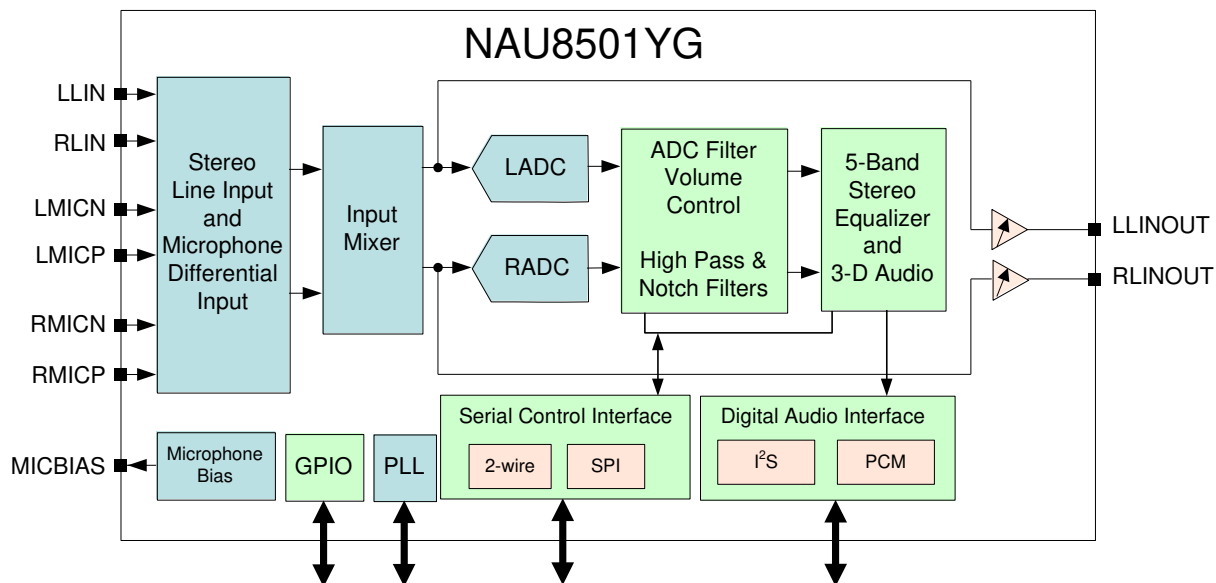 NAU8501YG
LLIN
RLIN
LMICN
LMICP
RMICN
RMICP
MICBIAS
Stereo
Line Input
and
Microphone
Differential
Input
Input
Mixer
LADC
RADC
ADC Filter
Volume
Control
High Pass &
Notch Filters
5-Band
Stereo
Equalizer
and
3-D Audio
LLINOUT
RLINOUT
Microphone
Bias
GPIO
PLL
Serial Control Interface
2-wire
SPI
Digital Audio Interface
I²S
PCM